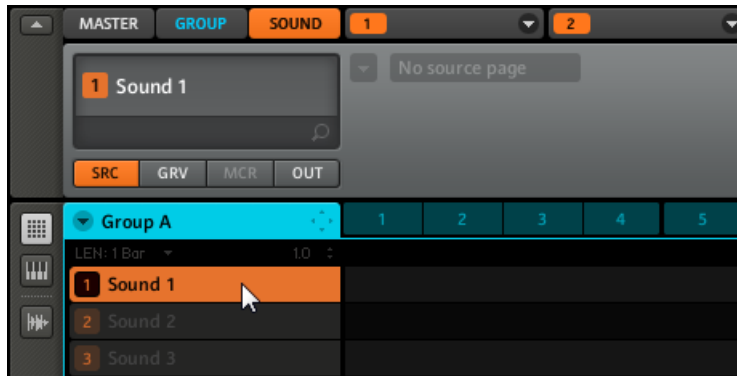 MASTER GROUP SOUND 1 2
1 Sound 1 No source page
SRC GRV MCR OUT
Group A 1 2 3 4 5
LEN: 1 Bar 1.0
1 Sound 1
2 Sound 2
3 Sound 3